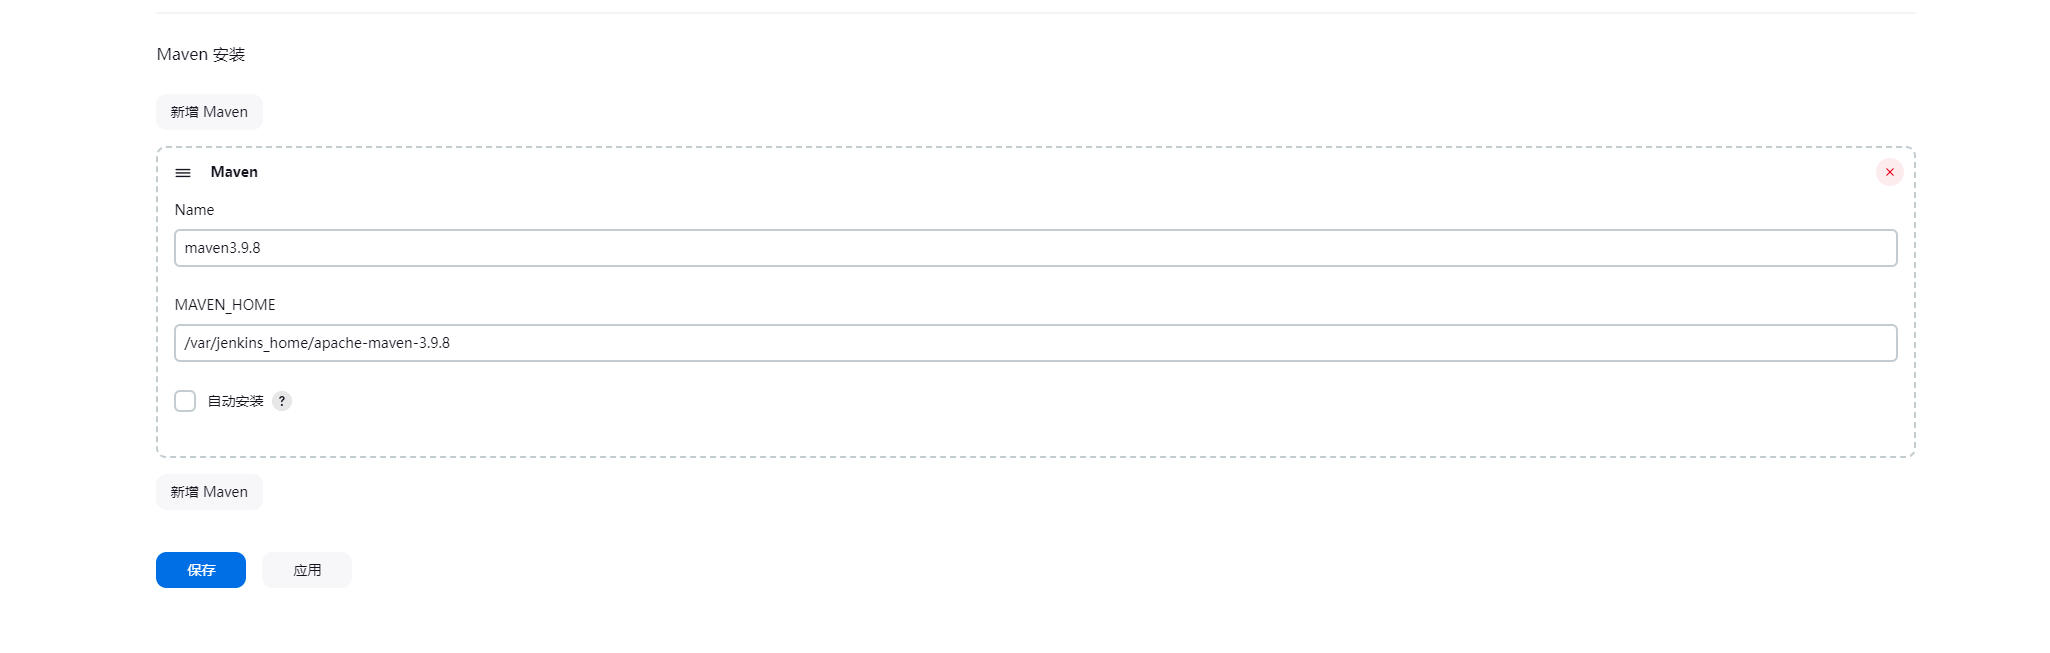 Maven 安装
新增 Maven
Maven
Name
maven3.9.8
MAVEN_HOME
/var/jenkins_home/apache-maven-3.9.8
自动安装 ?
新增 Maven
保存 应用